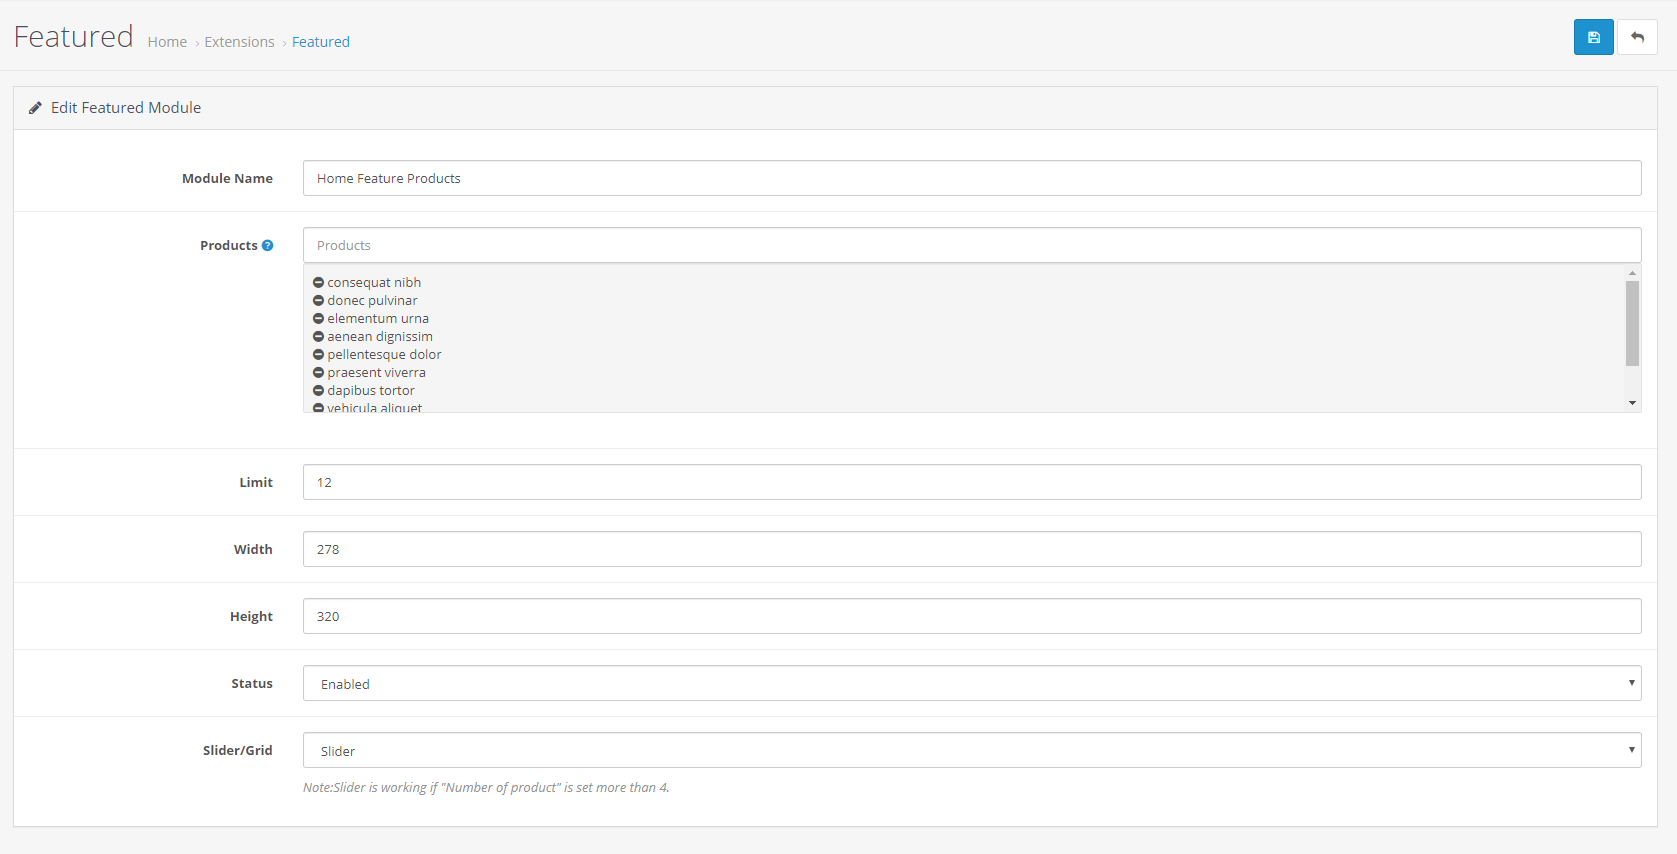 Featured Home › Extensions › Featured
Edit Featured Module
Module Name Home Feature Products
Products ? Products
consequat nibh
donec pulvinar
elementum urna
aenean dignissim
pellentesque dolor
praesent viverra
dapibus tortor
vehicula aliquet
Limit 12
Width 278
Height 320
Status Enabled
Slider/Grid Slider
Note:Slider is working if "Number of product" is set more than 4.